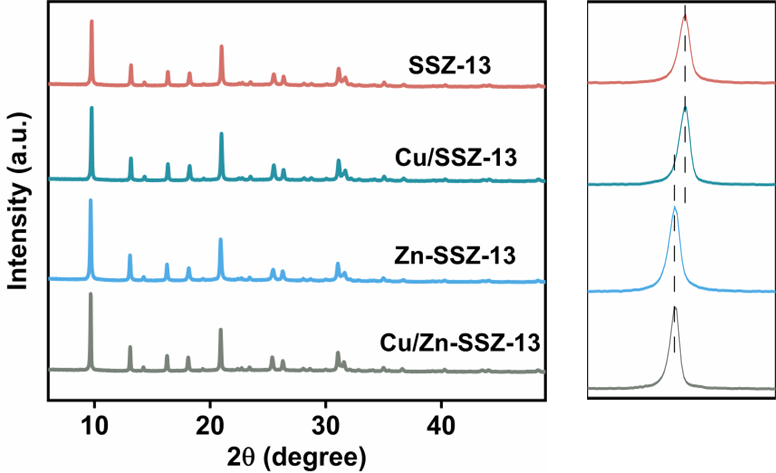 Intensity (a.u.)
SSZ-13
Cu/SSZ-13
Zn-SSZ-13
Cu/Zn-SSZ-13
10 20 30 40
2θ (degree)